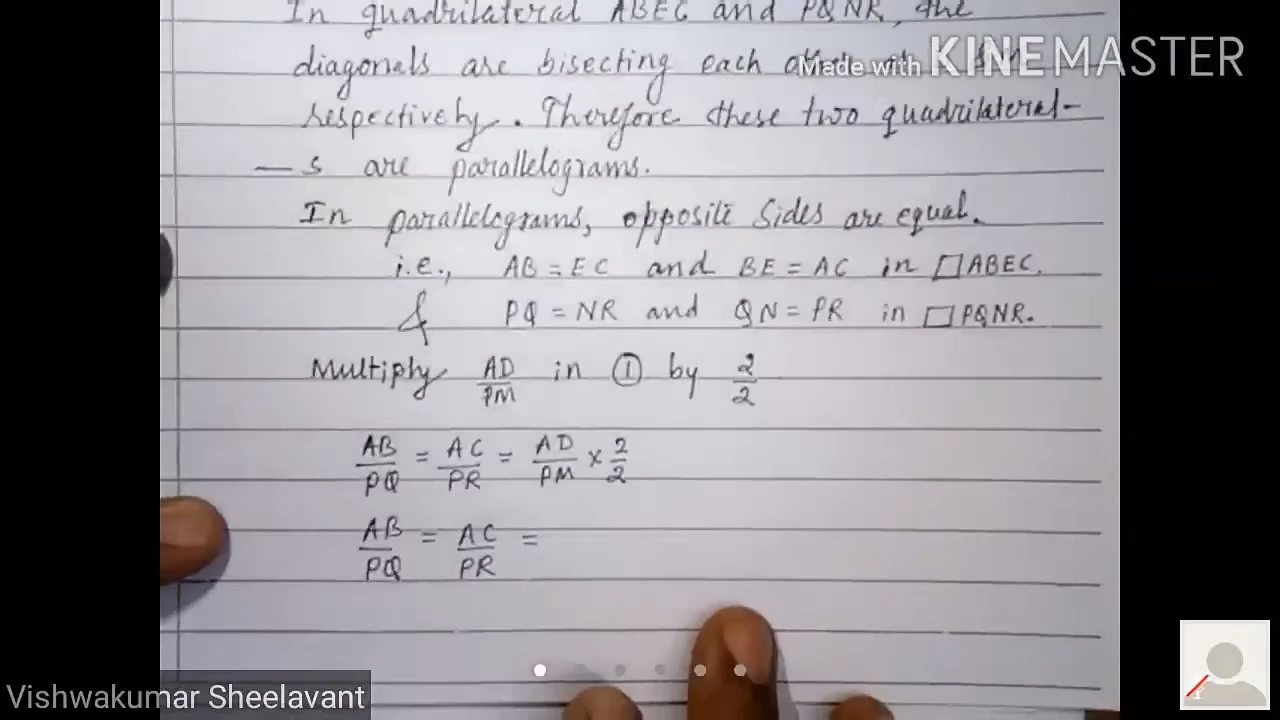 In quadrilateral ABEC and PQNR, the
diagonals are bisecting each
Made with KINEMASTER
respectively. Therefore these two quadrilateral-
- s are parallelograms.
In parallelograms, opposite sides are equal.
i.e., AB = EC and BE = AC in □ABEC.
& PQ = NR and QN = PR in □PQNR.
Multiply AD/PM in ① by 2/2
AB/PQ = AC/PR = AD/PM × 2/2
AB/PQ = AC/PR =
Vishwakumar Sheelavant